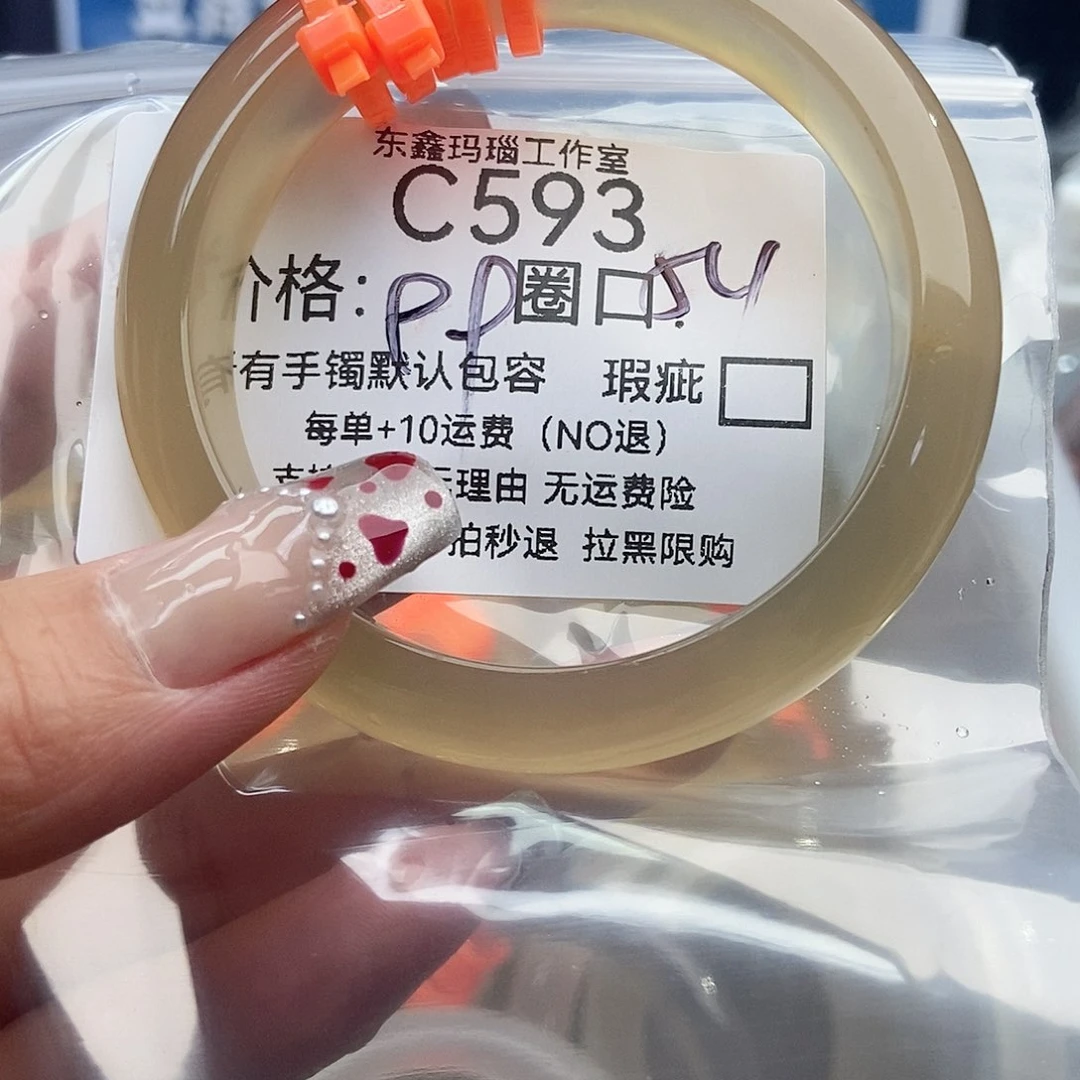 东鑫玛瑙工作室
C593
价格: PP 圈口. 54
有手镯默认包容 瑕疵
每单+10运费 (NO退)
理由 无运费险
拍秒退 拉黑限购